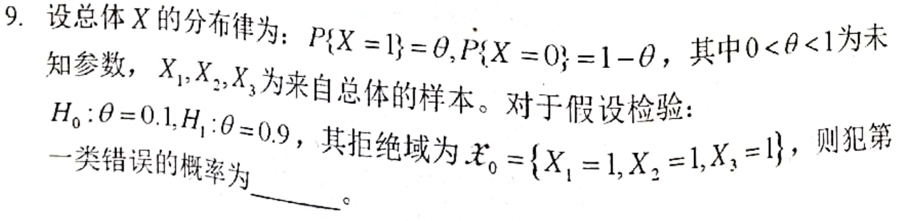 9. 设总体 X 的分布律为：P{X =1}=θ, P{X =0}=1−θ，其中0<θ<1为未
知参数，X₁,X₂,X₃为来自总体的样本。对于假设检验：
H₀:θ=0.1,H₁:θ=0.9，其拒绝域为 𝒳₀ ={X₁ =1, X₂ =1, X₃ =1}，则犯第
一类错误的概率为______。